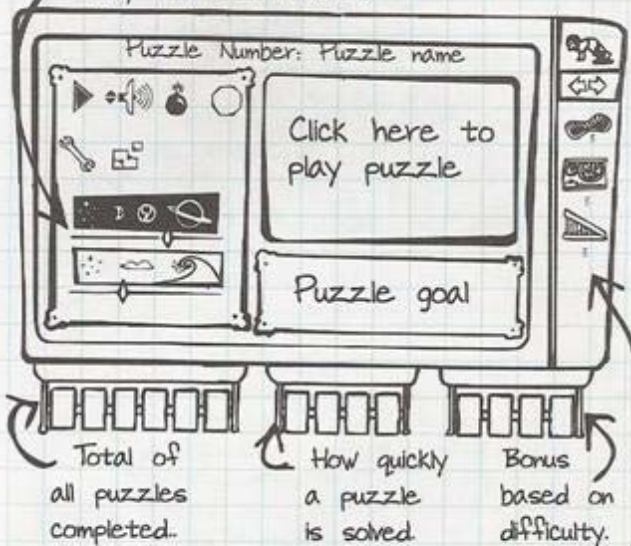 Puzzle Number: Puzzle name
Click here to
play puzzle
Puzzle goal
Total of
all puzzles
completed..
How quickly
a puzzle
is solved.
Bonus
based on
difficulty.